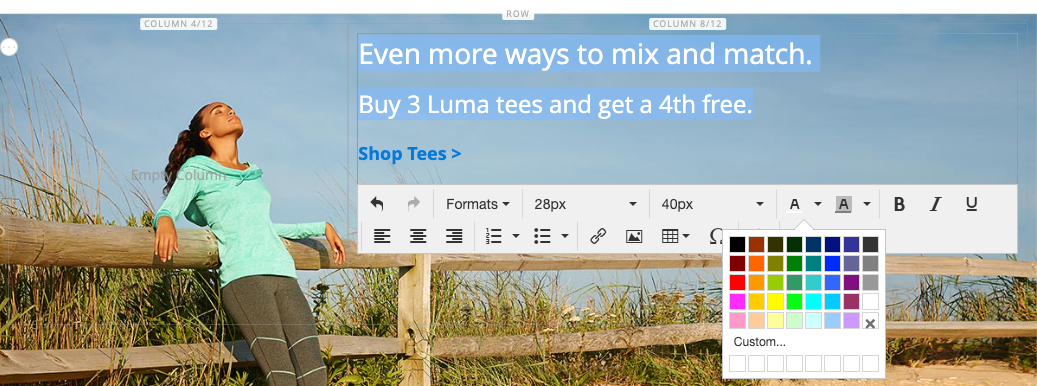 ROW
COLUMN 4/12
COLUMN 8/12
Even more ways to mix and match.
Buy 3 Luma tees and get a 4th free.
Shop Tees >
Empty Column
Formats 28px 40px A A B I U
Ω
Custom...